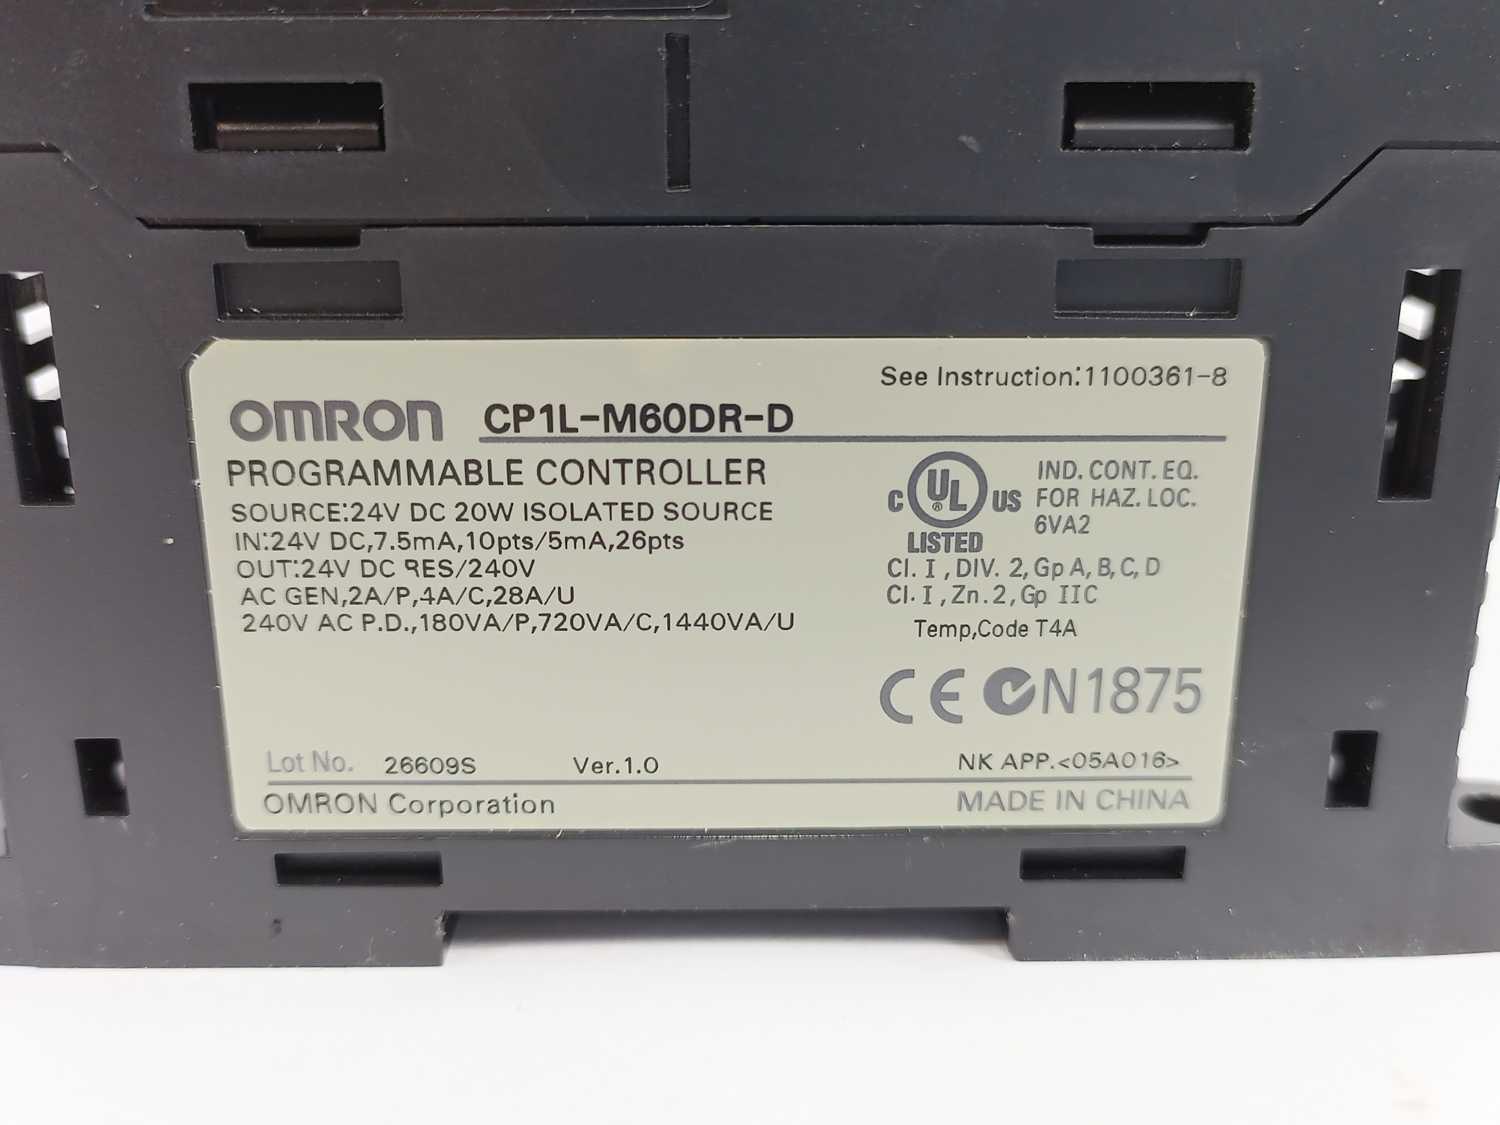 See Instruction:1100361-8
OMRON CP1L-M60DR-D
PROGRAMMABLE CONTROLLER
SOURCE:24V DC 20W ISOLATED SOURCE
IN:24V DC,7.5mA,10pts/5mA,26pts
OUT:24V DC RES/240V
AC GEN,2A/P,4A/C,28A/U
240V AC P.D.,180VA/P,720VA/C,1440VA/U
C UL ® US
LISTED
IND. CONT. EQ.
FOR HAZ. LOC.
6VA2
Cl. I, DIV. 2, Gp A, B, C, D
Cl. I, Zn. 2, Gp IIC
Temp,Code T4A
CE N1875
Lot No. 26609S Ver.1.0 NK APP.<05A016>
OMRON Corporation MADE IN CHINA